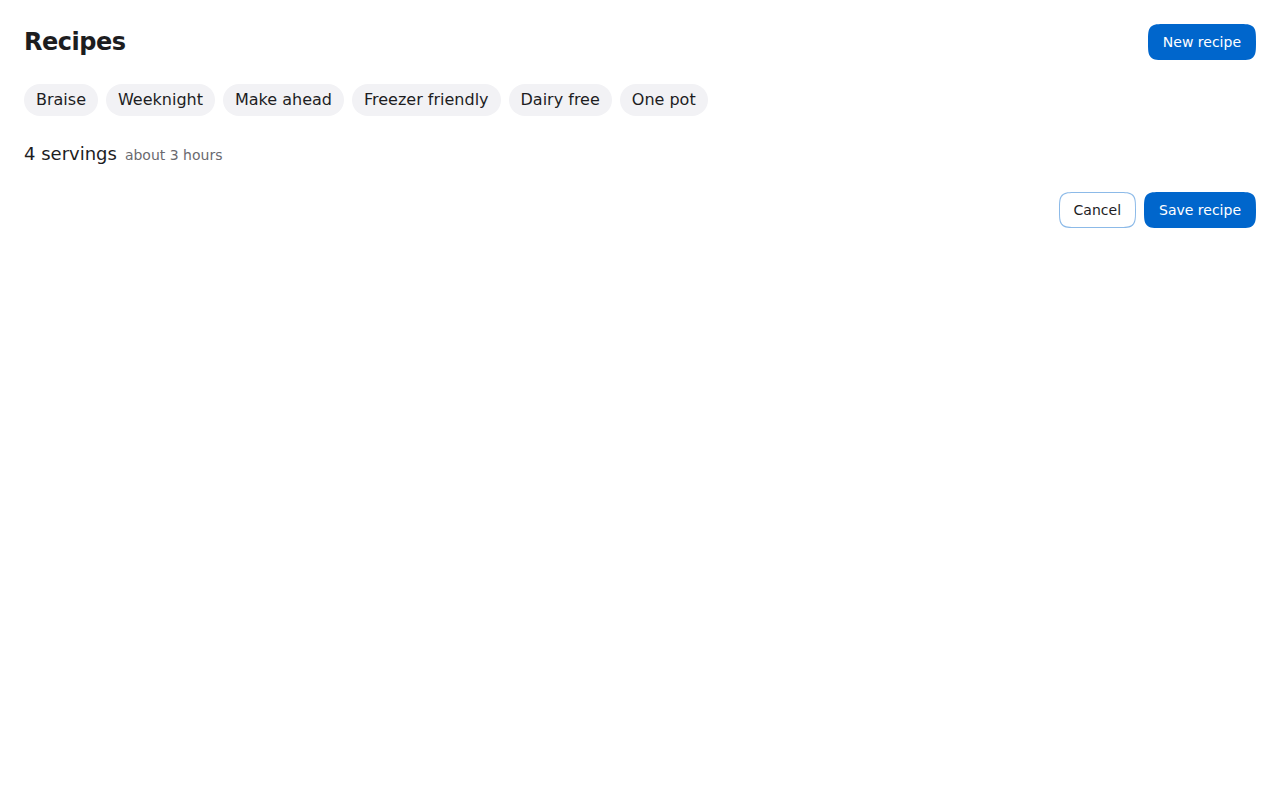 Recipes New recipe
Braise Weeknight Make ahead Freezer friendly Dairy free One pot
4 servings about 3 hours
Cancel Save recipe